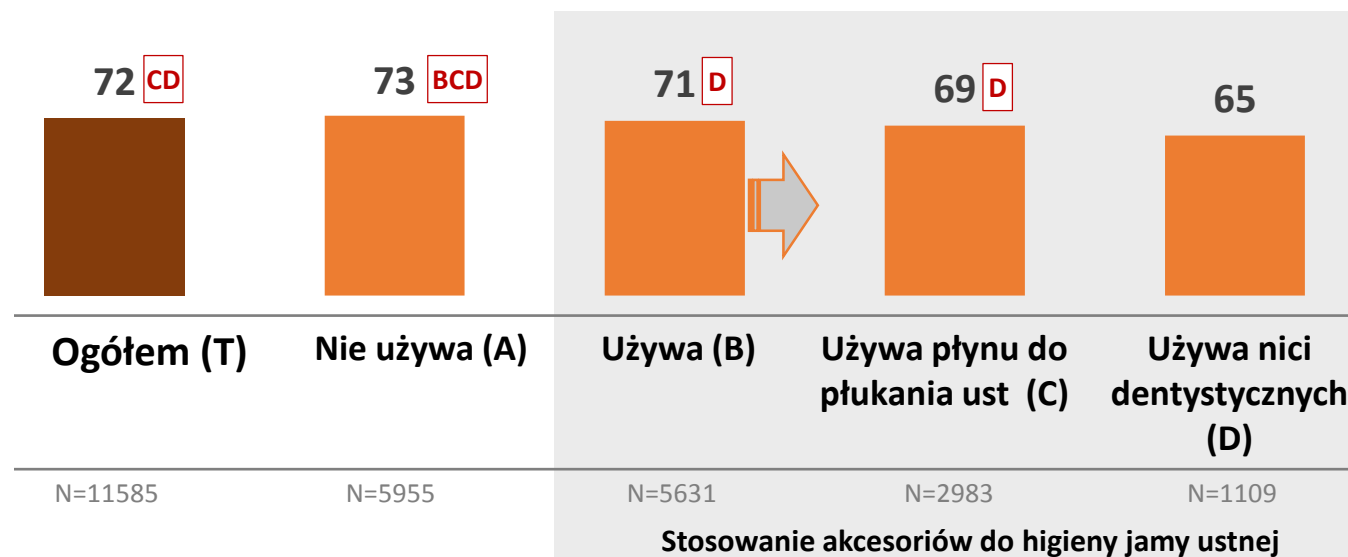 72 CD
73 BCD
71 D
69 D
65
Ogółem (T)
Nie używa (A)
Używa (B)
Używa płynu do
płukania ust (C)
Używa nici
dentystycznych
(D)
N=11585
N=5955
N=5631
N=2983
N=1109
Stosowanie akcesoriów do higieny jamy ustnej